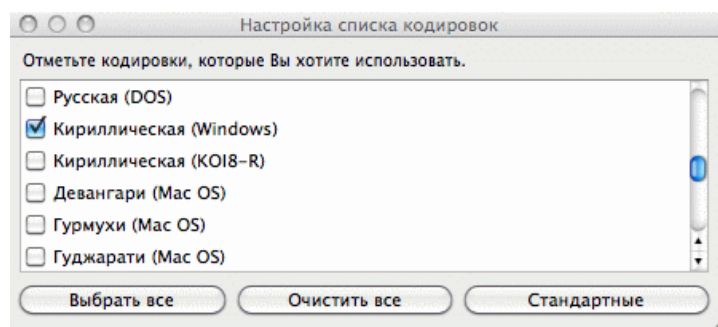 Настройка списка кодировок
Отметьте кодировки, которые Вы хотите использовать.
Русская (DOS)
Кириллическая (Windows)
Кириллическая (KOI8-R)
Девангари (Mac OS)
Гурмухи (Mac OS)
Гуджарати (Mac OS)
Выбрать все Очистить все Стандартные